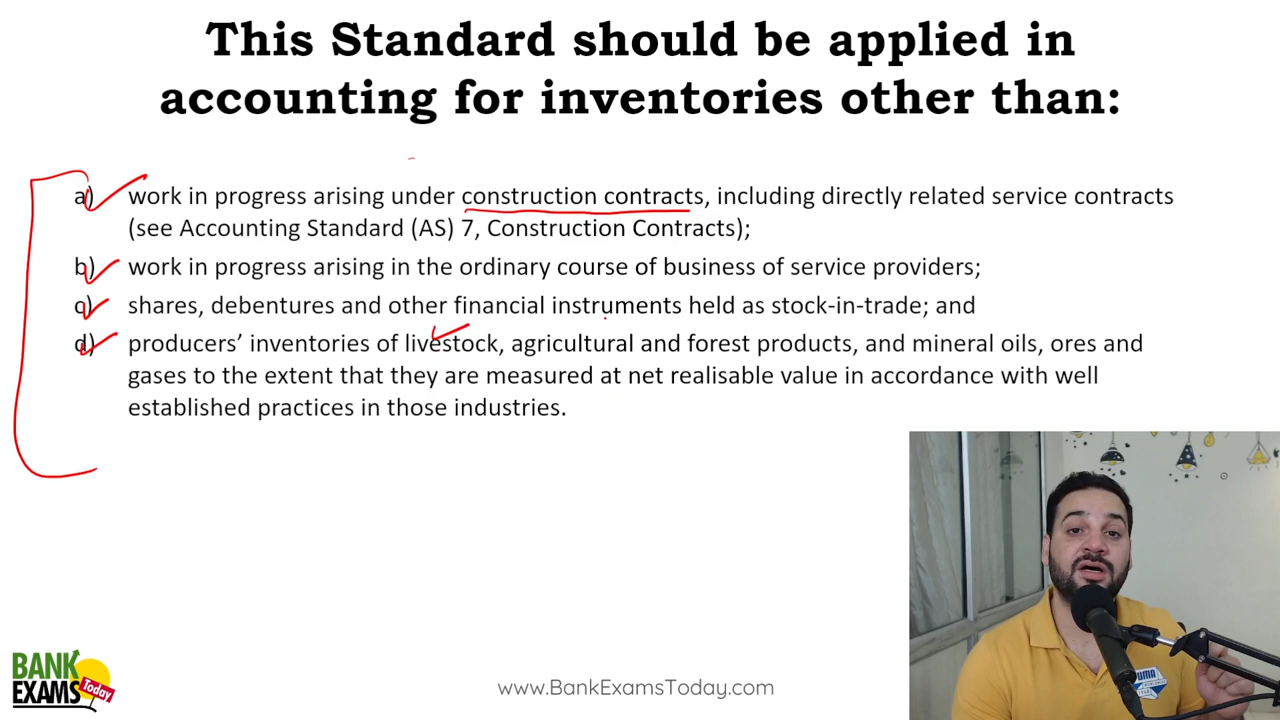 This Standard should be applied in
accounting for inventories other than:
a) work in progress arising under construction contracts, including directly related service contracts
(see Accounting Standard (AS) 7, Construction Contracts);
b) work in progress arising in the ordinary course of business of service providers;
c) shares, debentures and other financial instruments held as stock-in-trade; and
d) producers’ inventories of livestock, agricultural and forest products, and mineral oils, ores and
gases to the extent that they are measured at net realisable value in accordance with well
established practices in those industries.
BANK
EXAMS
Today
www.BankExamsToday.com
PUMA